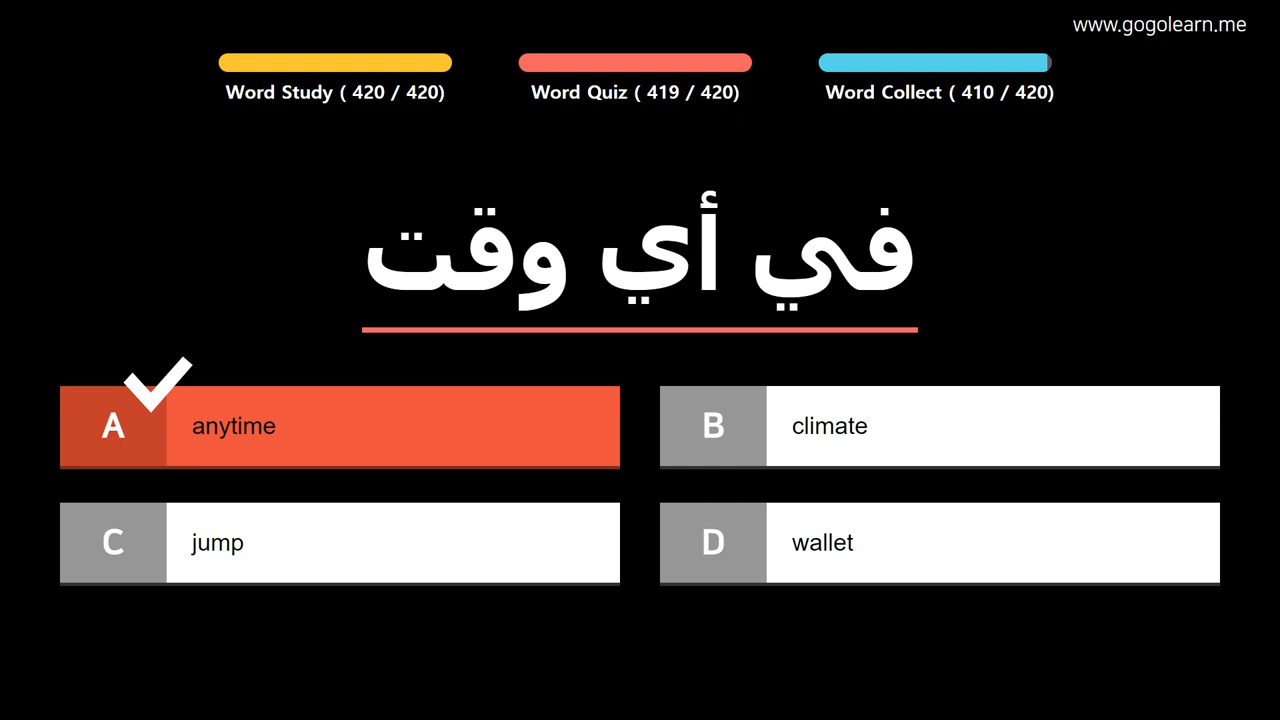 www.gogolearn.me
Word Study ( 420 / 420)
Word Quiz ( 419 / 420)
Word Collect ( 410 / 420)
في أي وقت
A anytime
B climate
C jump
D wallet